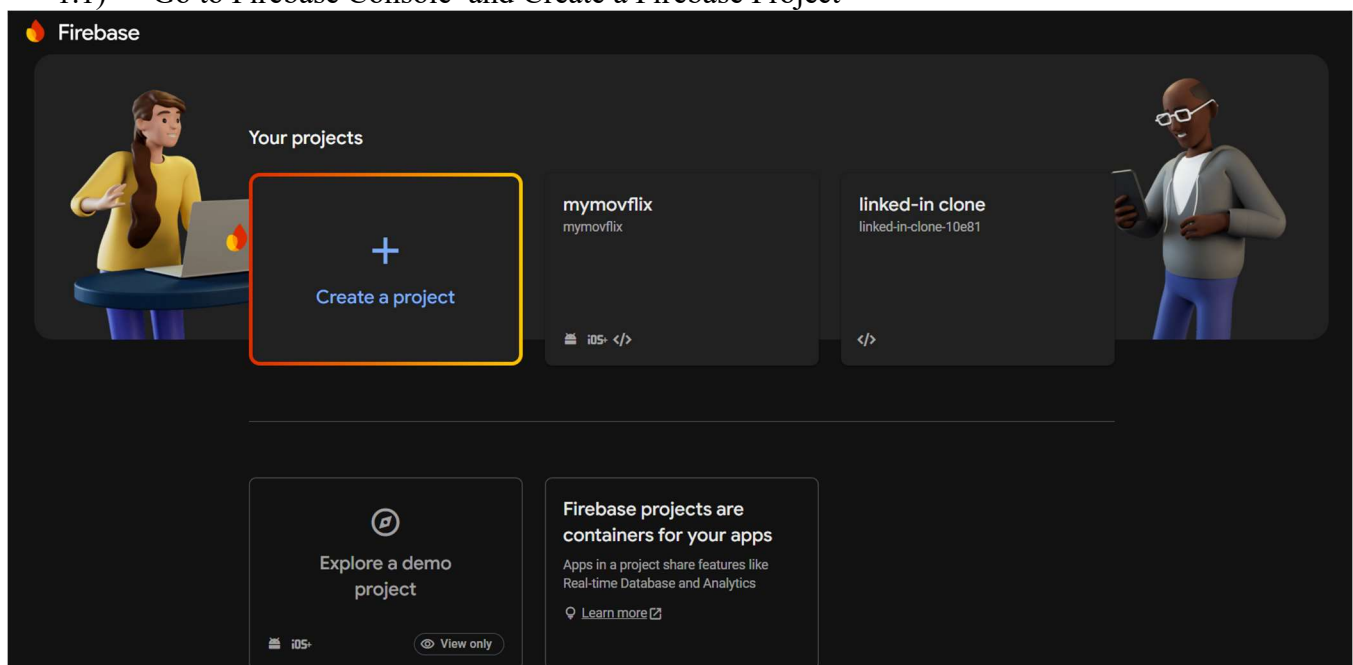 1.1) Go to Firebase Console and Create a Firebase Project
Firebase
Your projects
Create a project
mymovflix
mymovflix
iOS+ </>
linked-in clone
linked-in-clone-10e81
</>
Explore a demo
project
iOS+
View only
Firebase projects are
containers for your apps
Apps in a project share features like
Real-time Database and Analytics
Learn more